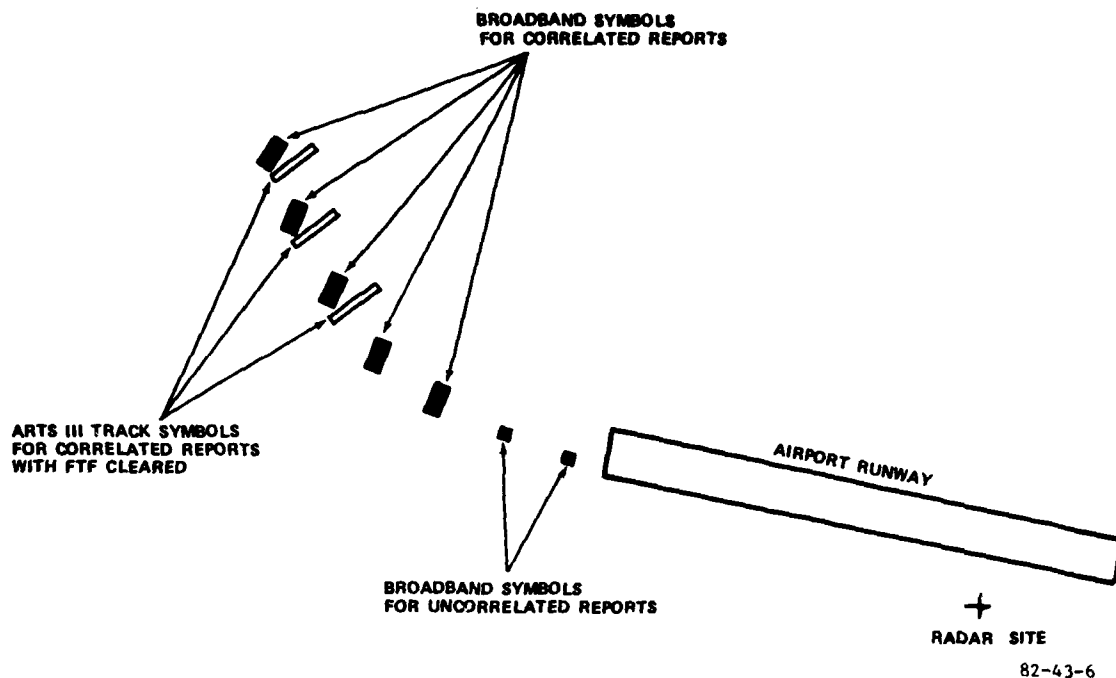 BROADBAND SYMBOLS
FOR CORRELATED REPORTS
ARTS III TRACK SYMBOLS
FOR CORRELATED REPORTS
WITH FTF CLEARED
AIRPORT RUNWAY
BROADBAND SYMBOLS
FOR UNCORRELATED REPORTS
RADAR SITE
82-43-6